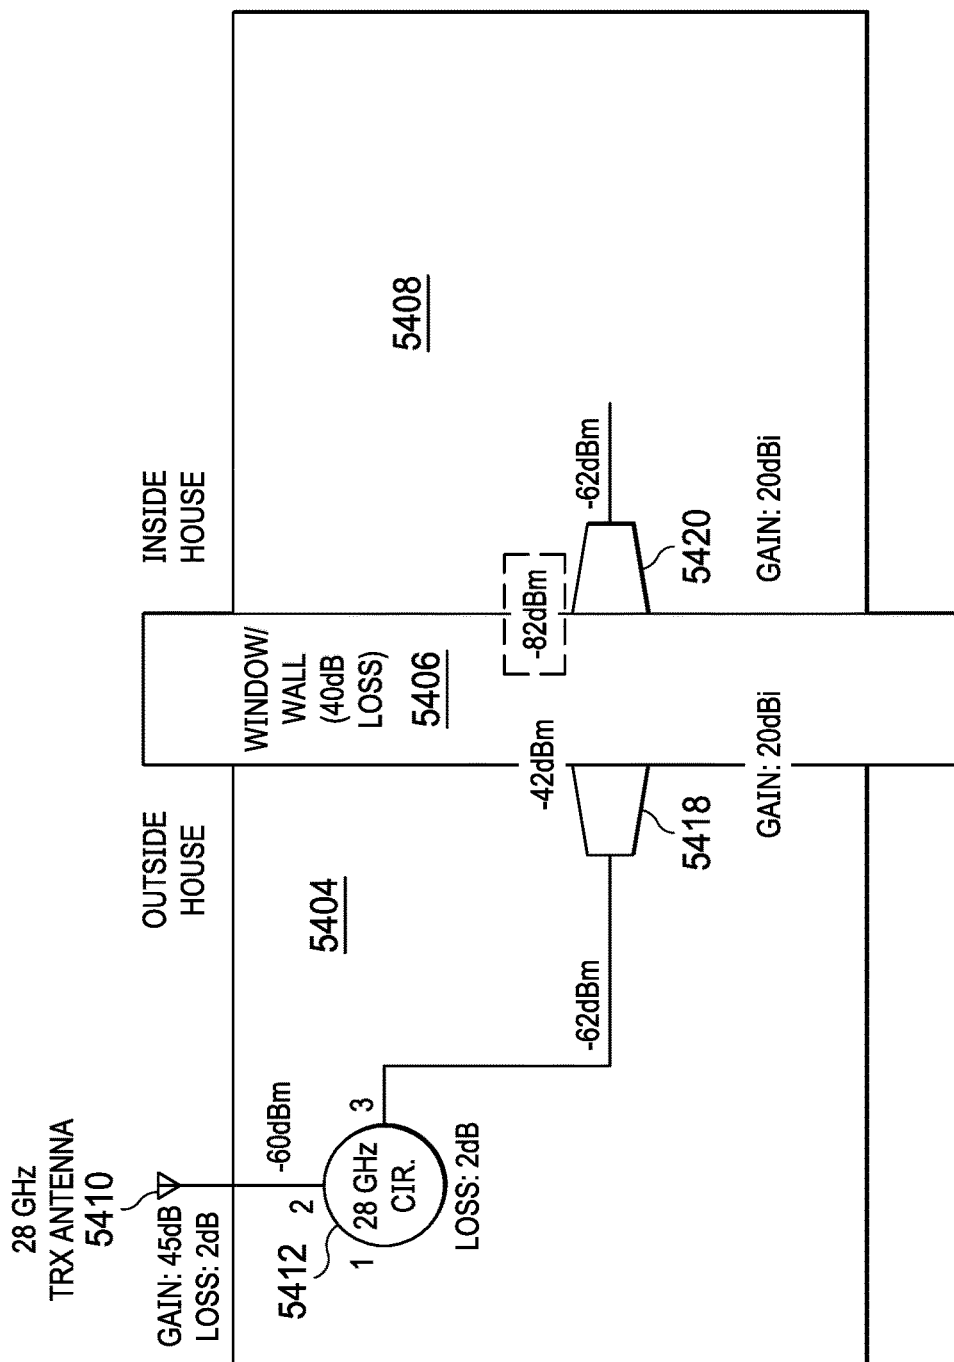 28 GHz
TRX ANTENNA
5410
GAIN: 45dB
LOSS: 2dB
-60dBm
2
1
3
28 GHz
CIR.
5412
LOSS: 2dB
OUTSIDE
HOUSE
5404
-62dBm
-42dBm
5418
GAIN: 20dBi
WINDOW/
WALL
(40dB
LOSS)
5406
-82dBm
INSIDE
HOUSE
5408
-62dBm
5420
GAIN: 20dBi